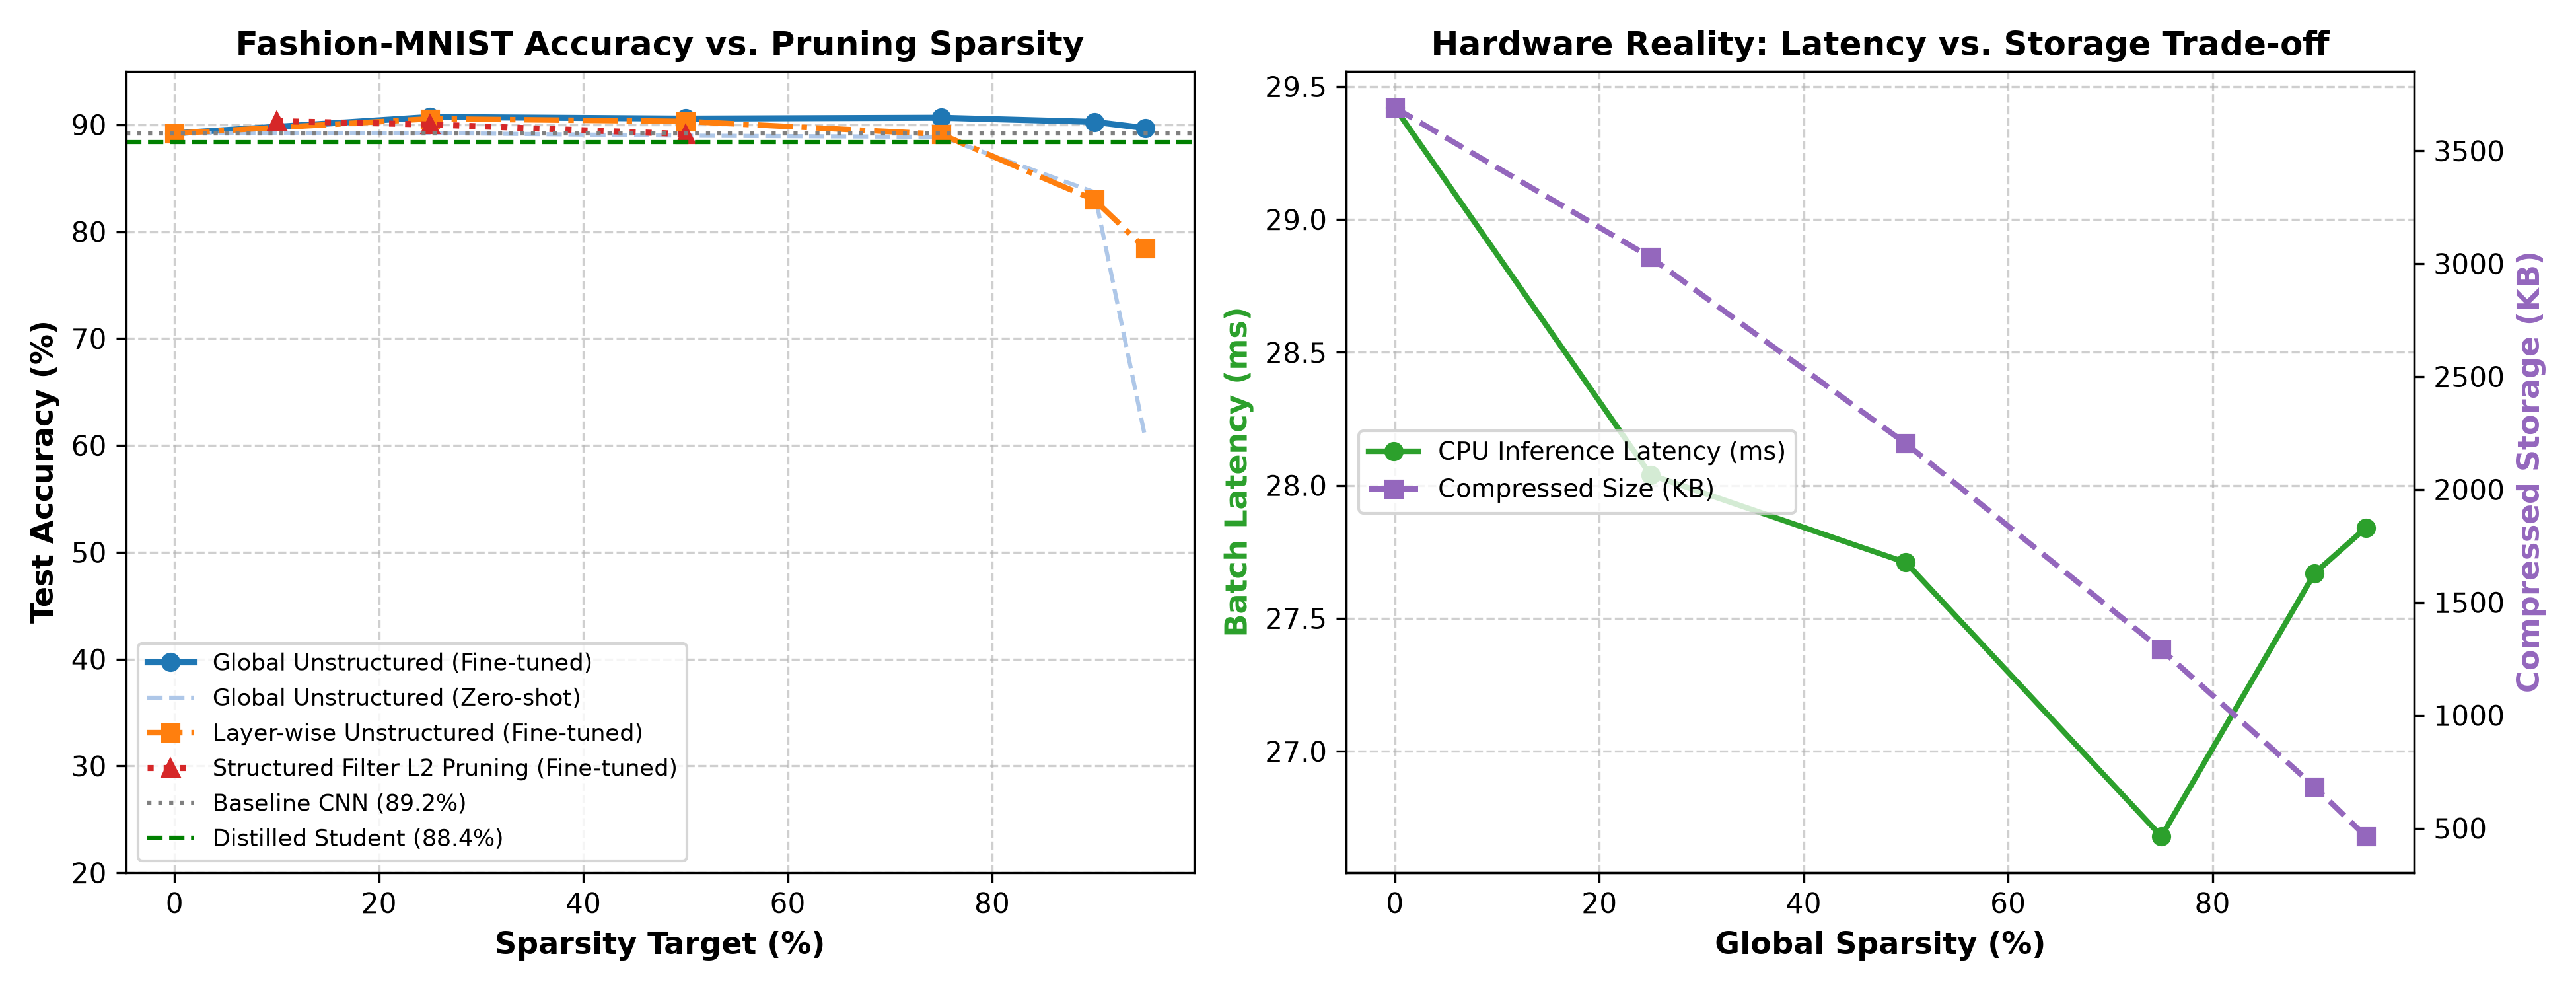 Fashion-MNIST Accuracy vs. Pruning Sparsity
Test Accuracy (%)
90
80
70
60
50
40
30
20
0
20
40
60
80
Sparsity Target (%)
Global Unstructured (Fine-tuned)
Global Unstructured (Zero-shot)
Layer-wise Unstructured (Fine-tuned)
Structured Filter L2 Pruning (Fine-tuned)
Baseline CNN (89.2%)
Distilled Student (88.4%)
Hardware Reality: Latency vs. Storage Trade-off
Batch Latency (ms)
29.5
29.0
28.5
28.0
27.5
27.0
CPU Inference Latency (ms)
Compressed Size (KB)
0
20
40
60
80
Global Sparsity (%)
3500
3000
2500
2000
1500
1000
500
Compressed Storage (KB)